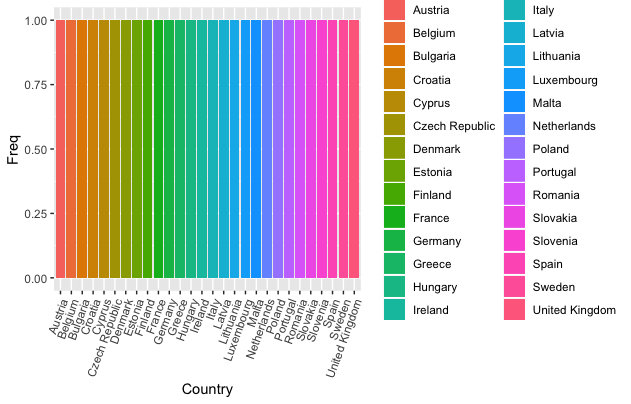 1.00
0.75
0.50
0.25
0.00
Freq
Austria
Belgium
Bulgaria
Croatia
Cyprus
Czech Republic
Denmark
Estonia
Finland
France
Germany
Greece
Hungary
Ireland
Italy
Latvia
Lithuania
Luxembourg
Malta
Netherlands
Poland
Portugal
Romania
Slovakia
Slovenia
Spain
Sweden
United Kingdom
Country
Austria
Belgium
Bulgaria
Croatia
Cyprus
Czech Republic
Denmark
Estonia
Finland
France
Germany
Greece
Hungary
Ireland
Italy
Latvia
Lithuania
Luxembourg
Malta
Netherlands
Poland
Portugal
Romania
Slovakia
Slovenia
Spain
Sweden
United Kingdom